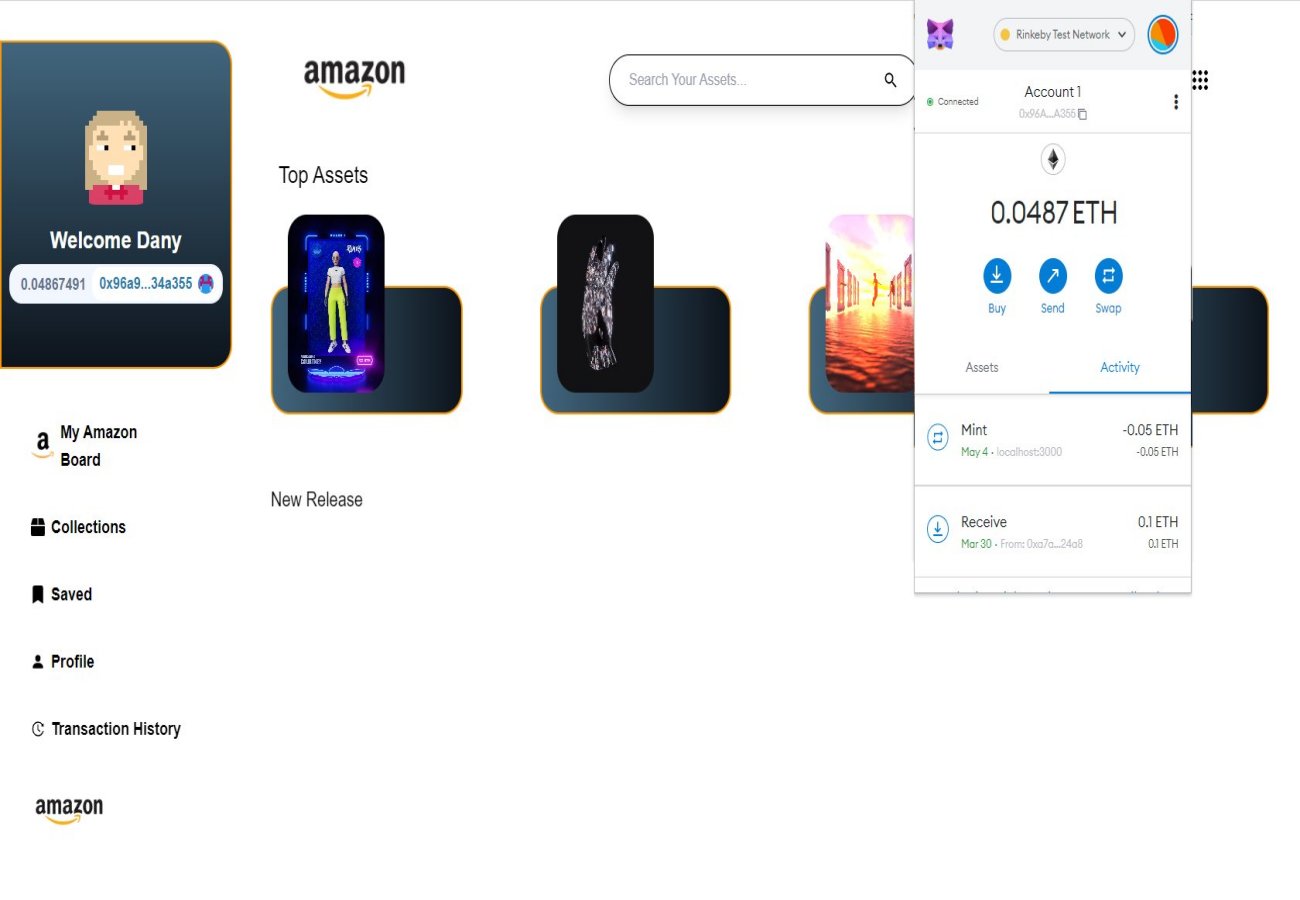 amazon
Search Your Assets...
Welcome Dany
0.04867491 0x96a9...34a355
My Amazon
Board
Collections
Saved
Profile
Transaction History
amazon
Top Assets
New Release
Rinkeby Test Network
Connected
Account 1
0x96A...A355
0.0487 ETH
Buy
Send
Swap
Assets
Activity
Mint -0.05 ETH
May 4 · localhost:3000 -0.05 ETH
Receive 0.1 ETH
Mar 30 · From: 0xa7a...24a8 0.1 ETH